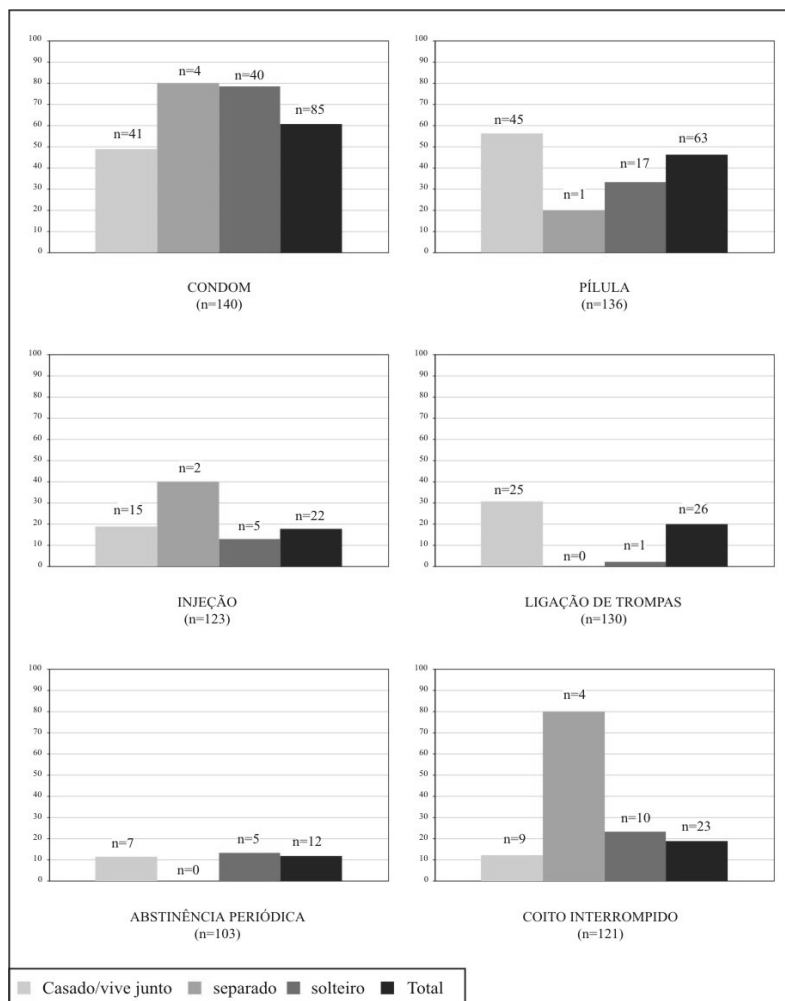 100
90
80
70
60
50
40
30
20
10
0
n=41
n=4
n=40
n=85
CONDOM
(n=140)
100
90
80
70
60
50
40
30
20
10
0
n=45
n=1
n=17
n=63
PÍLULA
(n=136)
100
90
80
70
60
50
40
30
20
10
0
n=15
n=2
n=5
n=22
INJEÇÃO
(n=123)
100
90
80
70
60
50
40
30
20
10
0
n=25
n=0
n=1
n=26
LIGAÇÃO DE TROMPAS
(n=130)
100
90
80
70
60
50
40
30
20
10
0
n=7
n=0
n=5
n=12
ABSTINÊNCIA PERIÓDICA
(n=103)
100
90
80
70
60
50
40
30
20
10
0
n=9
n=4
n=10
n=23
COITO INTERROMPIDO
(n=121)
Casado/vive junto separado solteiro Total